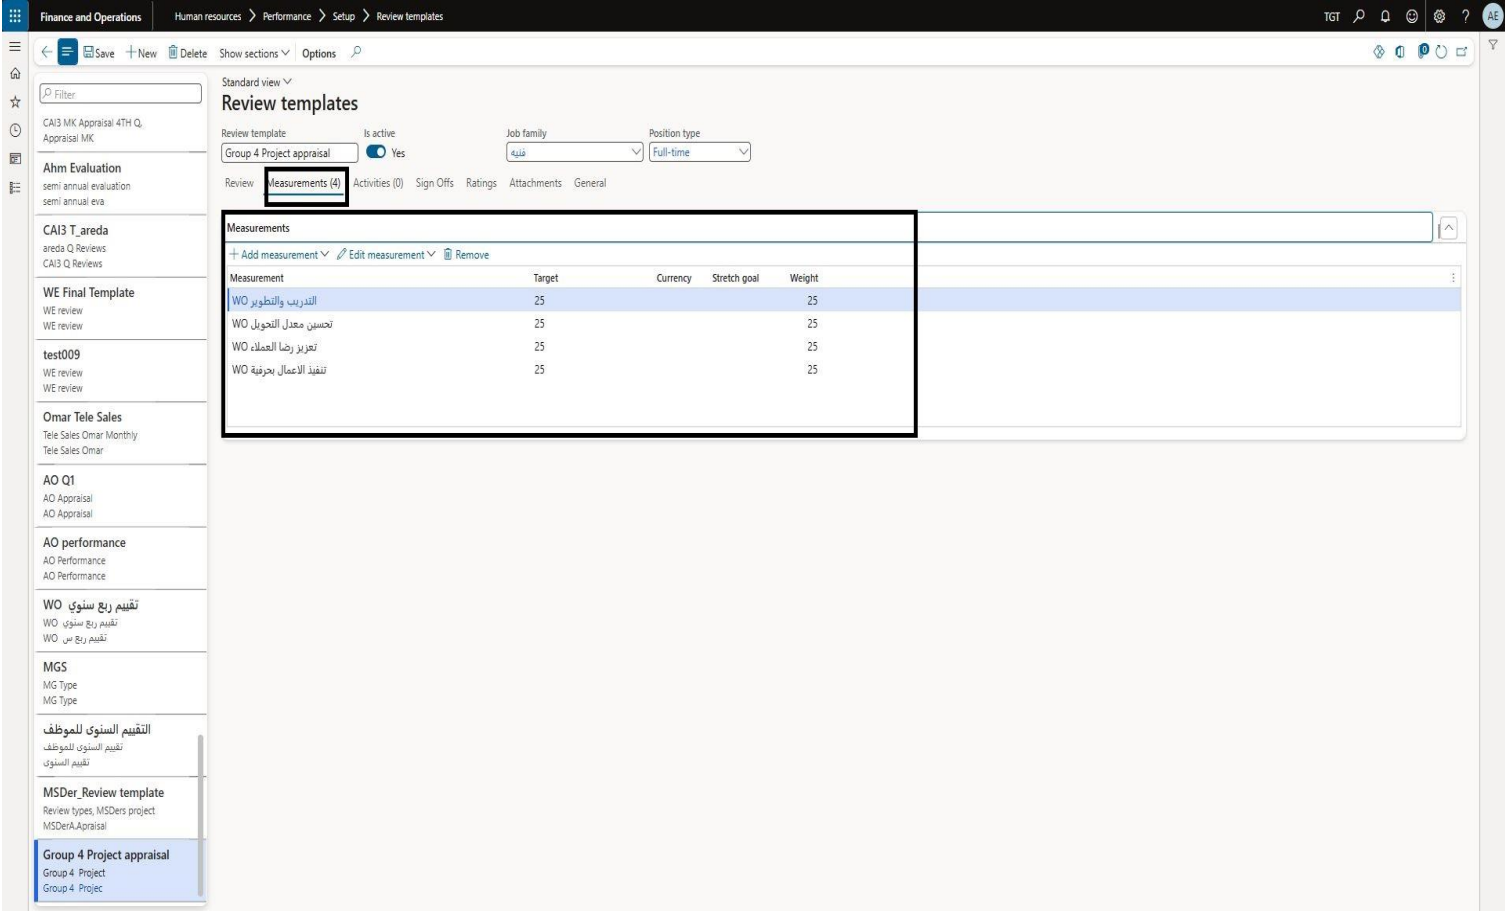 Finance and Operations
Human resources > Performance > Setup > Review templates
TGT
AE
Save
New
Delete
Show sections
Options
0
Filter
CAI3 MK Appraisal 4TH Q,
Appraisal MK
Ahm Evaluation
semi annual evaluation
semi annual eva
CAI3 T_areda
areda Q Reviews
CAI3 Q Reviews
WE Final Template
WE review
WE review
test009
WE review
WE review
Omar Tele Sales
Tele Sales Omar Monthly
Tele Sales Omar
AO Q1
AO Appraisal
AO Appraisal
AO performance
AO Performance
AO Performance
WO تقييم ربع سنوي
WO تقييم ربع سنوي
WO تقييم ربع س
MGS
MG Type
MG Type
التقييم السنوى للموظف
تقييم السنوى للموظف
تقييم السنوى
MSDer_Review template
Review types, MSDers project
MSDerA.Apraisal
Group 4 Project appraisal
Group 4 Project
Group 4 Projec
Standard view
Review templates
Review template
Is active
Job family
Position type
Group 4 Project appraisal
Yes
فنيه
Full-time
Review
Measurements (4)
Activities (0)
Sign Offs
Ratings
Attachments
General
Measurements
Add measurement
Edit measurement
Remove
Measurement Target Currency Stretch goal Weight
WO التدريب والتطوير 25 25
WO تحسين معدل التحويل 25 25
WO تعزيز رضا العملاء 25 25
WO تنفيذ الاعمال بحرفية 25 25